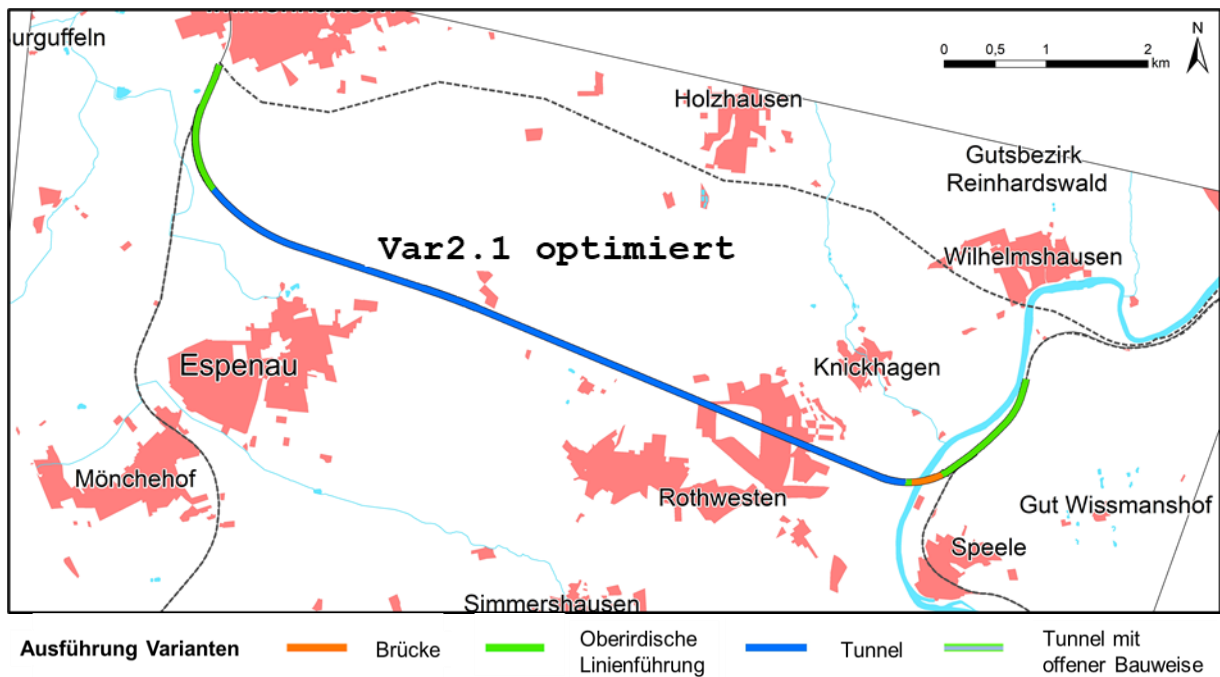 urguffeln
N
0 0,5 1 2
km
Holzhausen
Gutsbezirk
Reinhardswald
Var2.1 optimiert
Wilhelmshausen
Espenau
Knickhagen
Mönchehof
Rothwesten
Gut Wissmanshof
Speele
Simmershausen
Ausführung Varianten
Brücke
Oberirdische
Linienführung
Tunnel
Tunnel mit
offener Bauweise